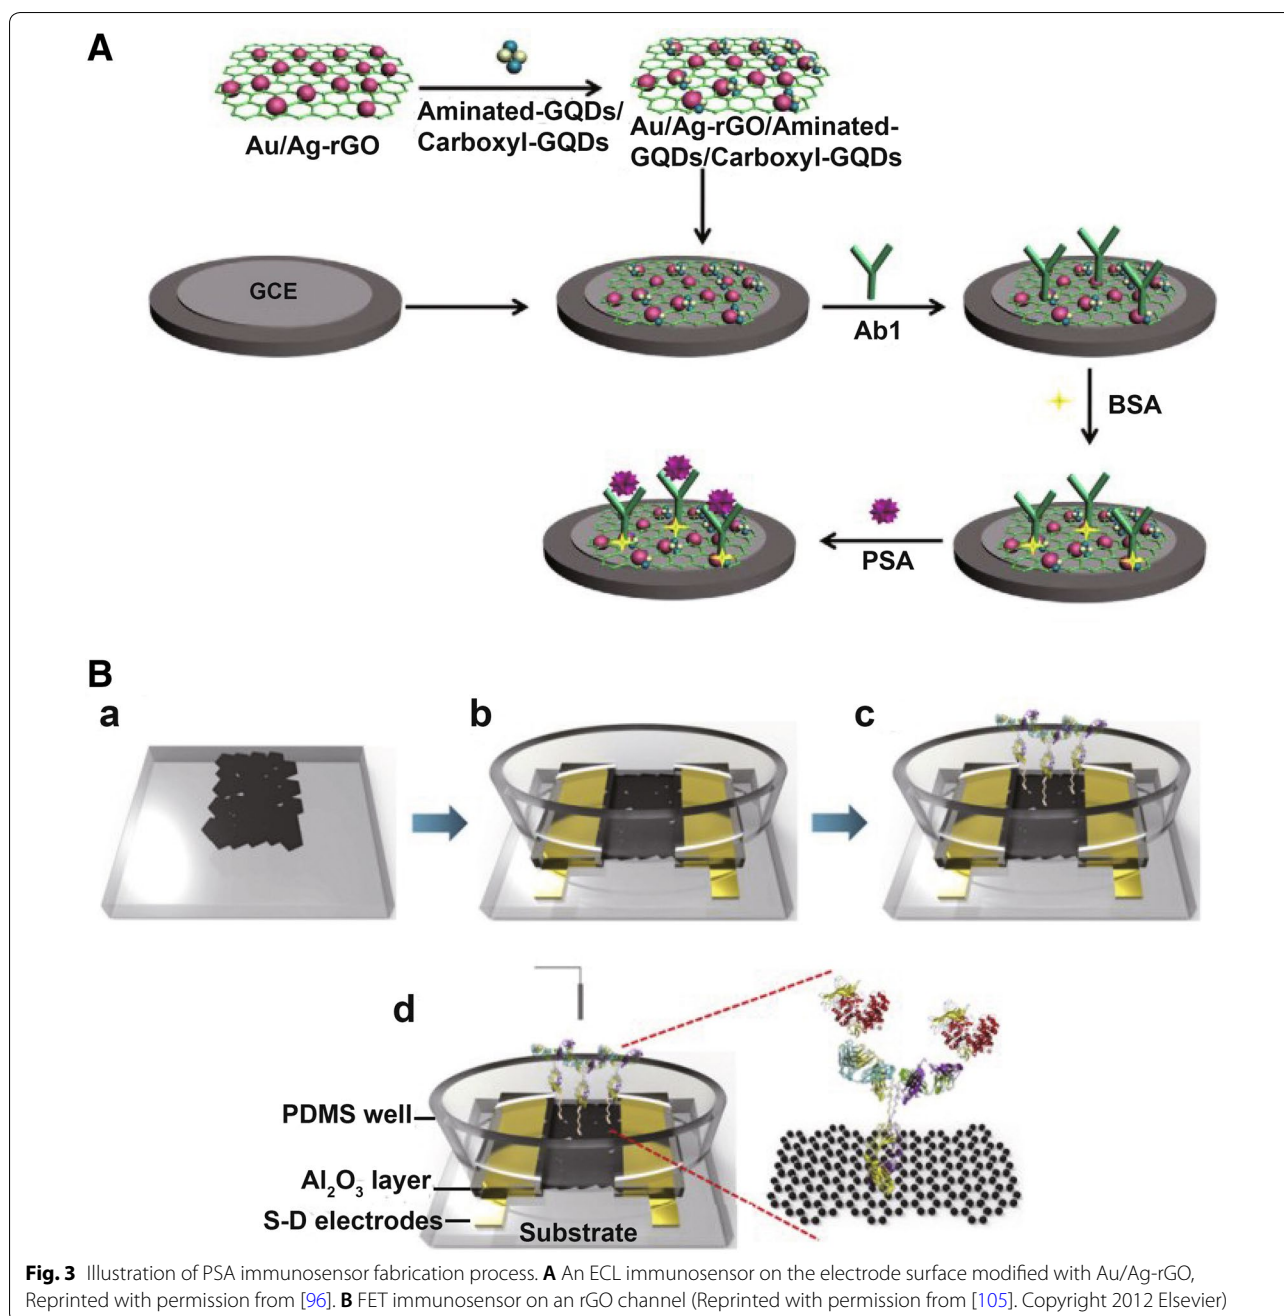 A
Au/Ag-rGO
Aminated-GQDs/
Carboxyl-GQDs
Au/Ag-rGO/Aminated-
GQDs/Carboxyl-GQDs
GCE
Ab1
BSA
PSA
B
a
b
c
d
PDMS well
Al₂O₃ layer
S-D electrodes
Substrate
Fig. 3 Illustration of PSA immunosensor fabrication process. A An ECL immunosensor on the electrode surface modified with Au/Ag-rGO,
Reprinted with permission from [96]. B FET immunosensor on an rGO channel (Reprinted with permission from [105]. Copyright 2012 Elsevier)